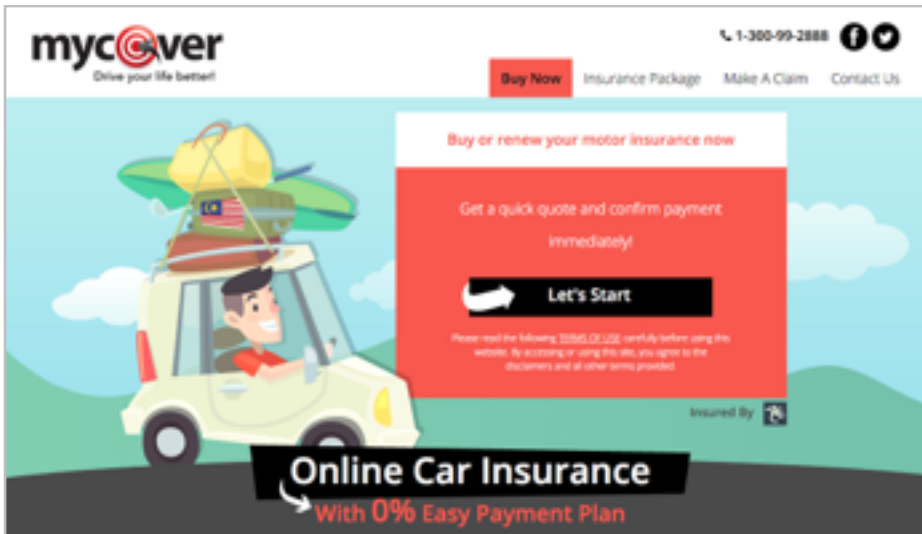 mycover
Drive your life better!
1-300-99-2888
Buy Now
Insurance Package
Make A Claim
Contact Us
Buy or renew your motor insurance now
Get a quick quote and confirm payment
immediately!
Let's Start
Please read the following TERMS OF USE carefully before using this
website. By accessing or using this site, you agree to the
disclaimers and all other terms provided.
Insured By
Online Car Insurance
With 0% Easy Payment Plan